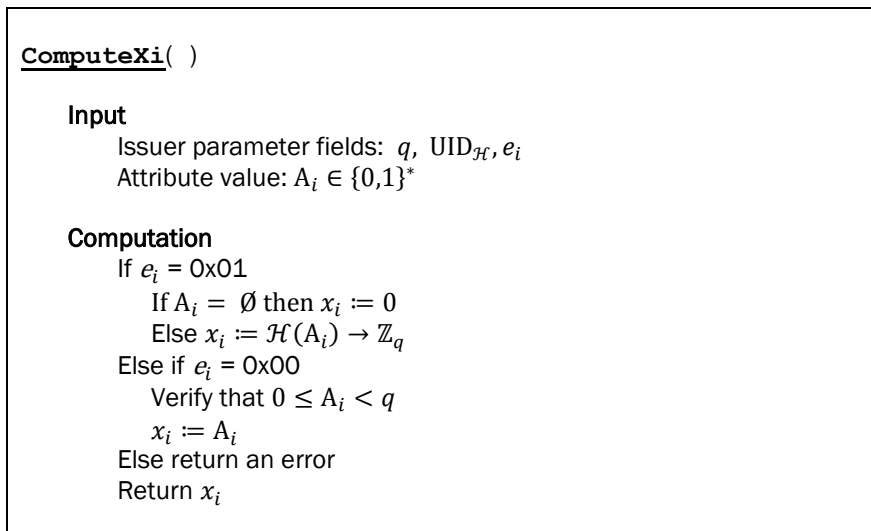 ComputeXi( )
Input
Issuer parameter fields: q, UID_ℋ, e_i
Attribute value: A_i ∈ {0,1}*
Computation
If e_i = 0x01
If A_i = Ø then x_i ≔ 0
Else x_i ≔ ℋ(A_i) → ℤ_q
Else if e_i = 0x00
Verify that 0 ≤ A_i < q
x_i ≔ A_i
Else return an error
Return x_i